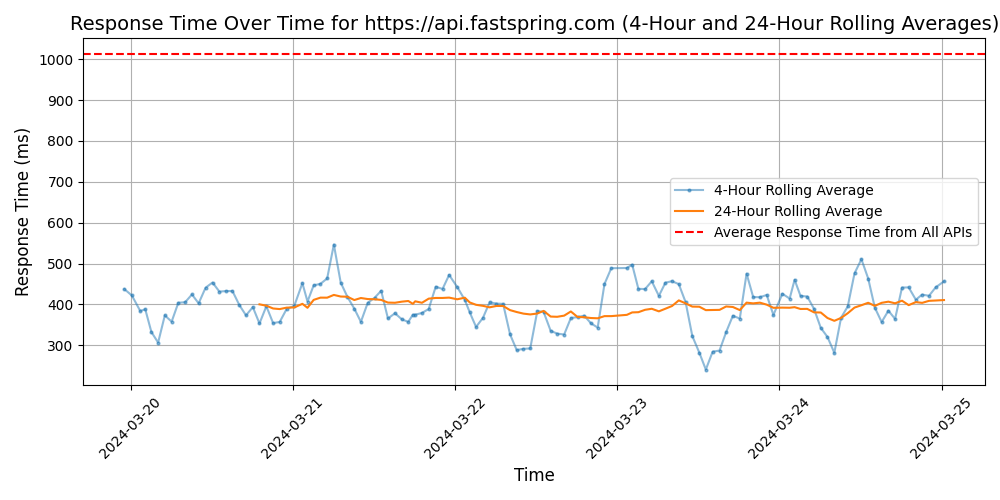 Response Time Over Time for https://api.fastspring.com (4-Hour and 24-Hour Rolling Averages)
Response Time (ms)
1000
900
800
700
600
500
400
300
4-Hour Rolling Average
24-Hour Rolling Average
Average Response Time from All APIs
2024-03-20
2024-03-21
2024-03-22
2024-03-23
2024-03-24
2024-03-25
Time